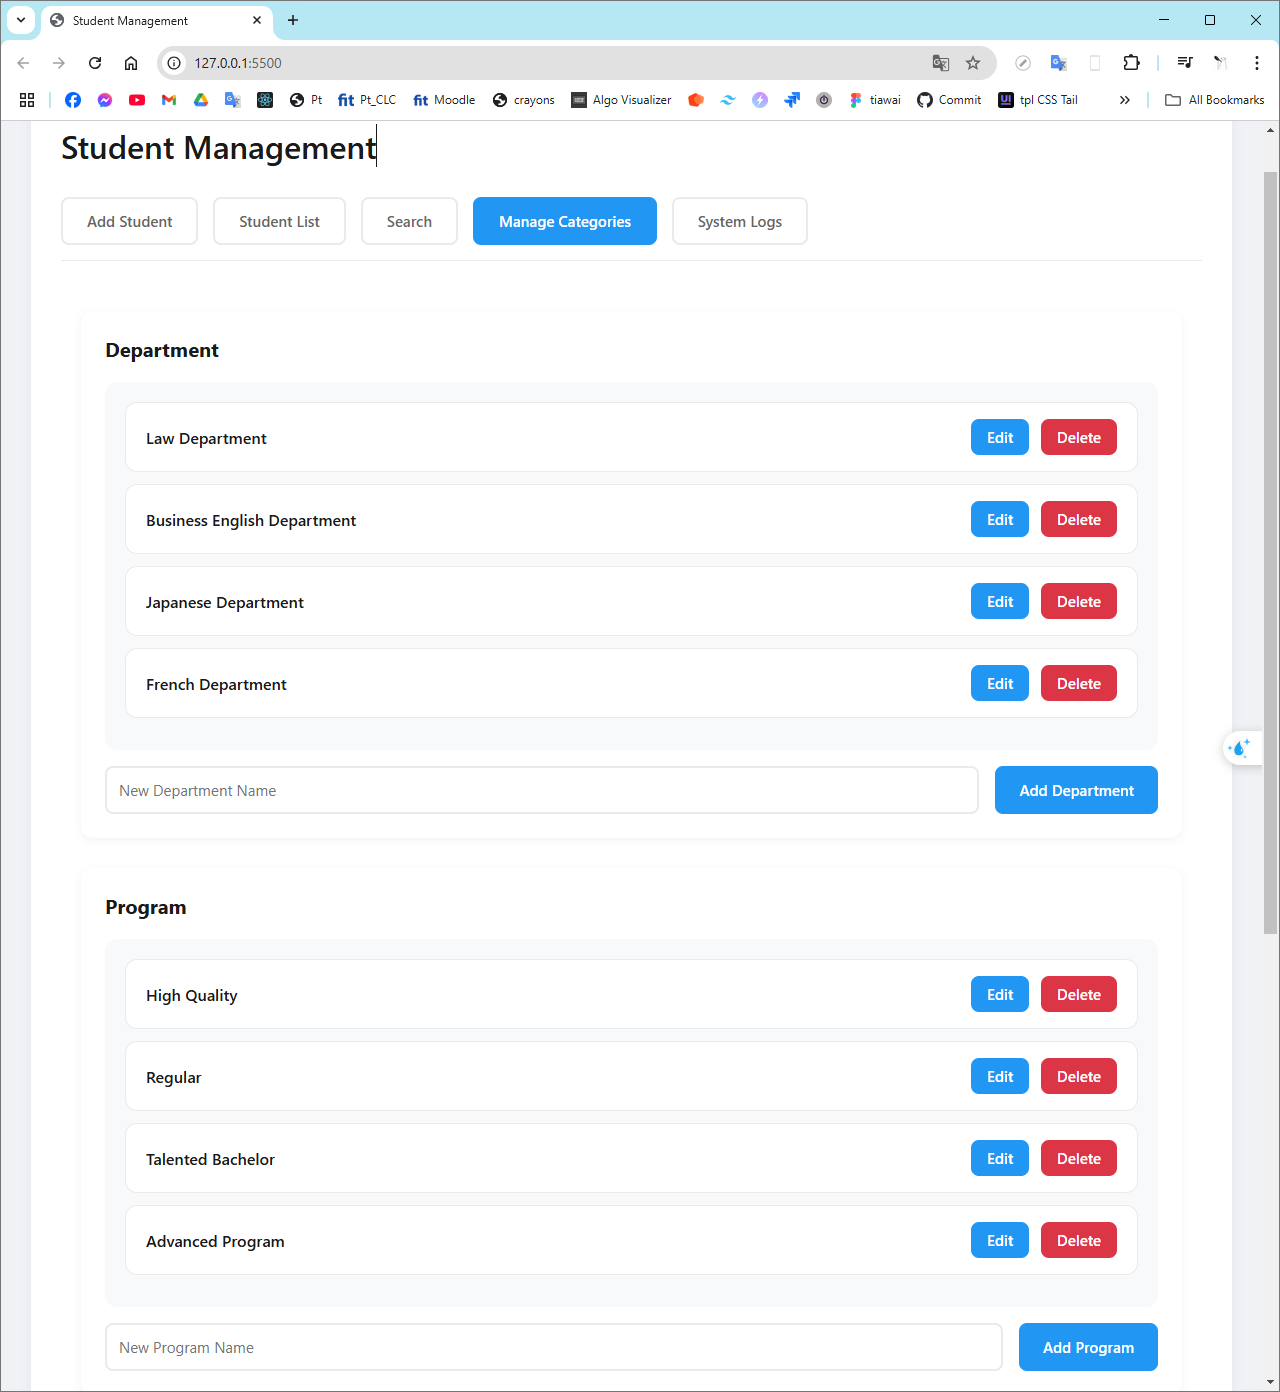 Student Management
127.0.0.1:5500
Pt
fit Pt_CLC
fit Moodle
crayons
Algo Visualizer
tiawai
Commit
UI tpl CSS Tail
All Bookmarks
Student Management
Add Student
Student List
Search
Manage Categories
System Logs
Department
Law Department Edit Delete
Business English Department Edit Delete
Japanese Department Edit Delete
French Department Edit Delete
New Department Name Add Department
Program
High Quality Edit Delete
Regular Edit Delete
Talented Bachelor Edit Delete
Advanced Program Edit Delete
New Program Name Add Program